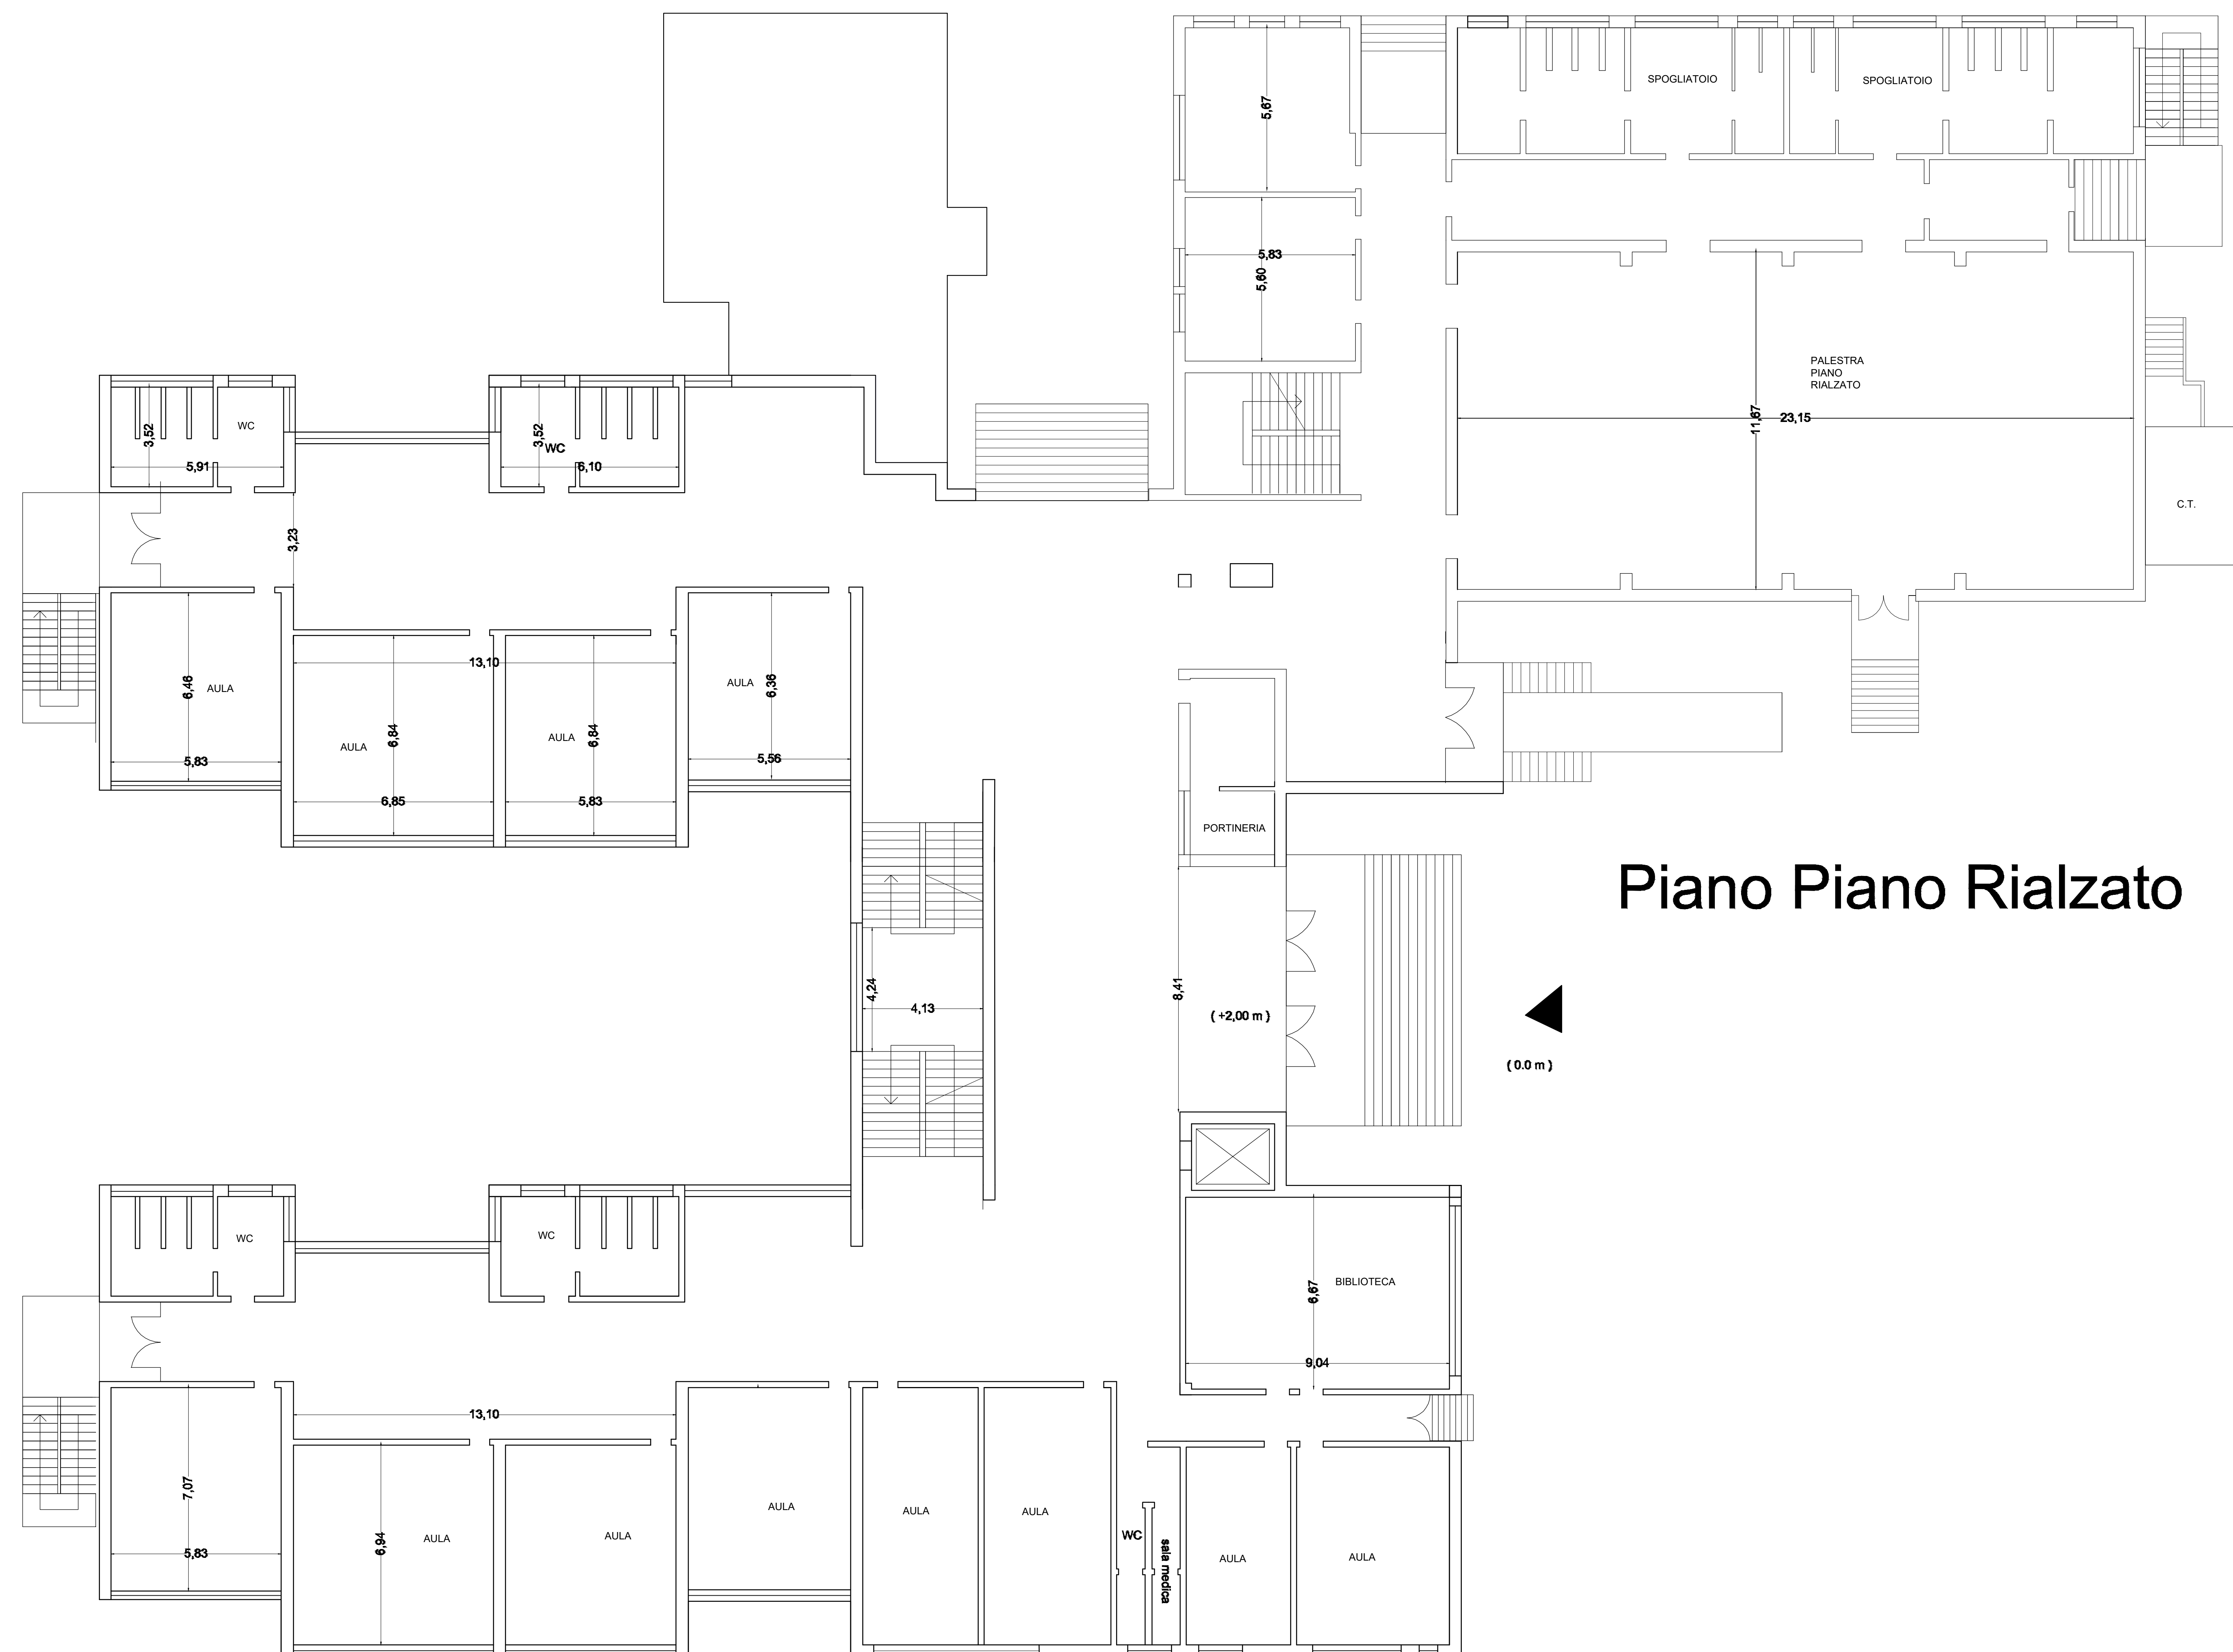 SPOGLIATOIO
SPOGLIATOIO
5,67
5,83
5,60
PALESTRA
PIANO
RIALZATO
11,67
23,15
C.T.
WC
3,52
5,91
3,52
WC
6,10
3,23
13,10
6,46
AULA
5,83
AULA
6,84
6,85
AULA
6,84
5,83
AULA
6,36
5,56
PORTINERIA
Piano Piano Rialzato
4,24
4,13
8,41
( +2,00 m )
( 0.0 m )
WC
WC
BIBLIOTECA
6,67
9,04
13,10
7,07
5,83
6,94
AULA
AULA
AULA
AULA
AULA
WC
sala medica
AULA
AULA